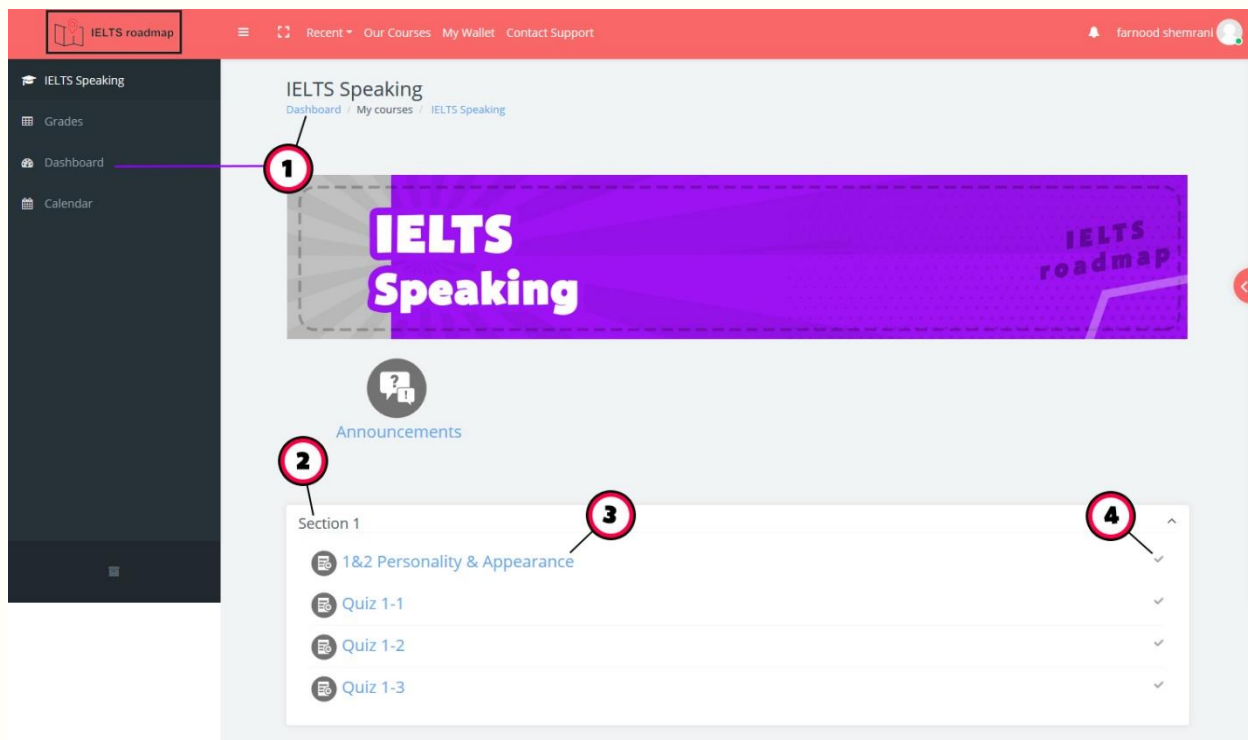 IELTS roadmap
Recent Our Courses My Wallet Contact Support
farnood shemrani
IELTS Speaking
Grades
Dashboard
Calendar
IELTS Speaking
Dashboard / My courses / IELTS Speaking
1
IELTS
Speaking
IELTS
roadmap
?
!
Announcements
2
3
4
Section 1
1&2 Personality & Appearance
Quiz 1-1
Quiz 1-2
Quiz 1-3